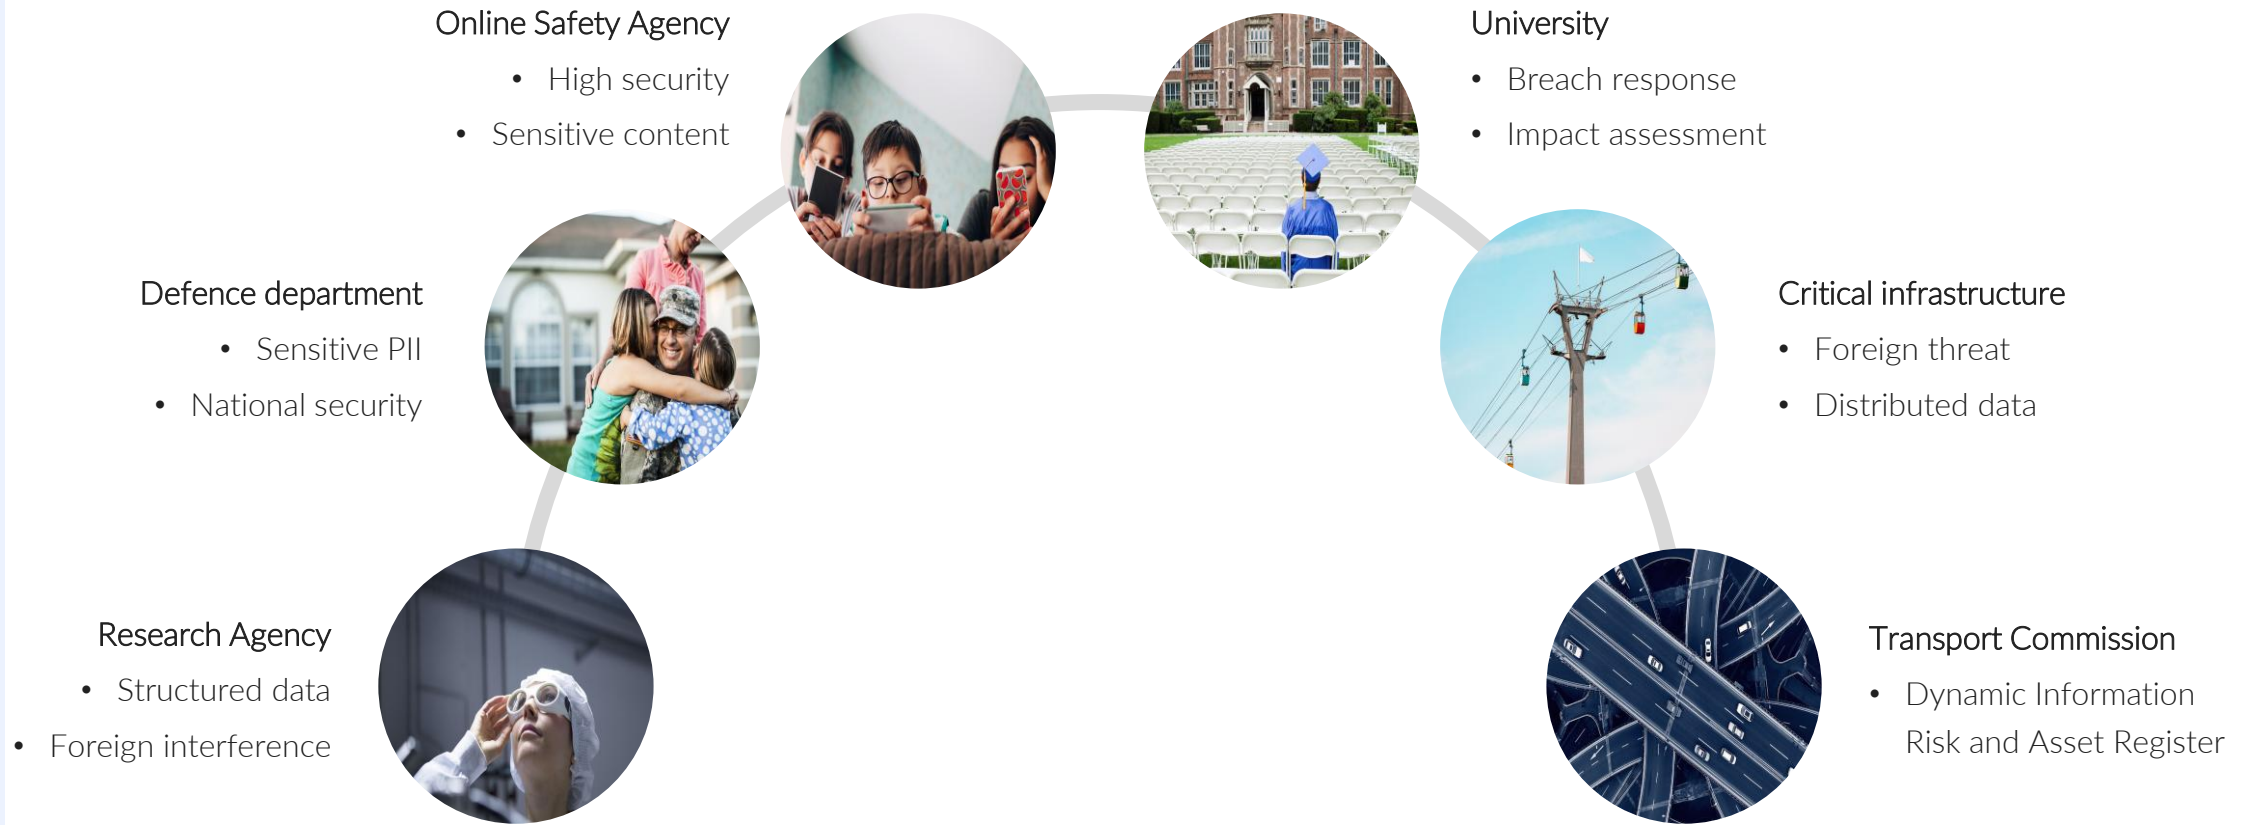 Online Safety Agency
• High security
• Sensitive content
University
• Breach response
• Impact assessment
Defence department
• Sensitive PII
• National security
Critical infrastructure
• Foreign threat
• Distributed data
Research Agency
• Structured data
• Foreign interference
Transport Commission
• Dynamic Information
Risk and Asset Register